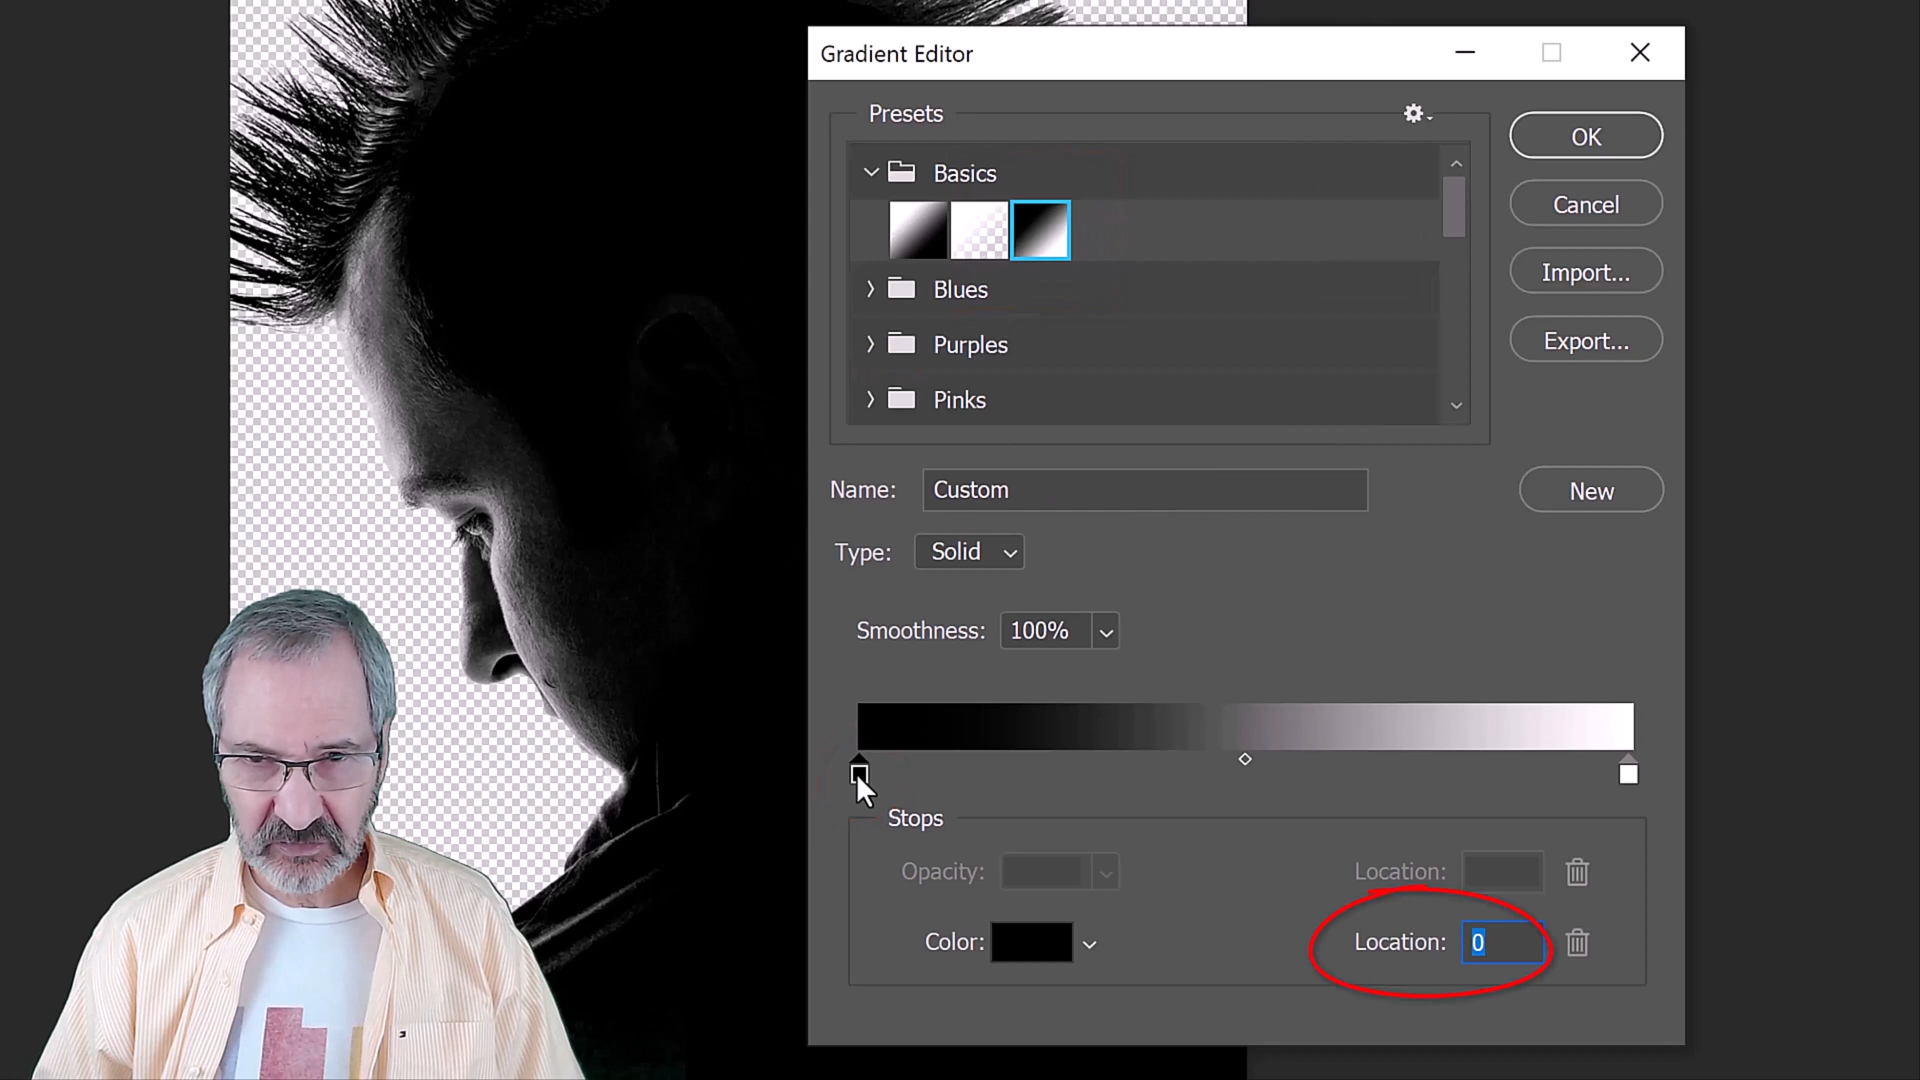 Gradient Editor
Presets
OK
Basics
Cancel
Import...
Blues
Export...
Purples
Pinks
Name: Custom
New
Type: Solid
Smoothness: 100%
Stops
Opacity: Location:
Color: Location: 0